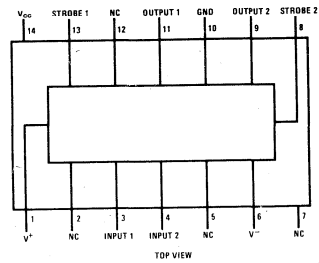 VCC STROBE 1 NC OUTPUT 1 GND OUTPUT 2 STROBE 2
14 13 12 11 10 9 8
1 2 3 4 5 6 7
V+ NC INPUT 1 INPUT 2 NC V− NC
TOP VIEW